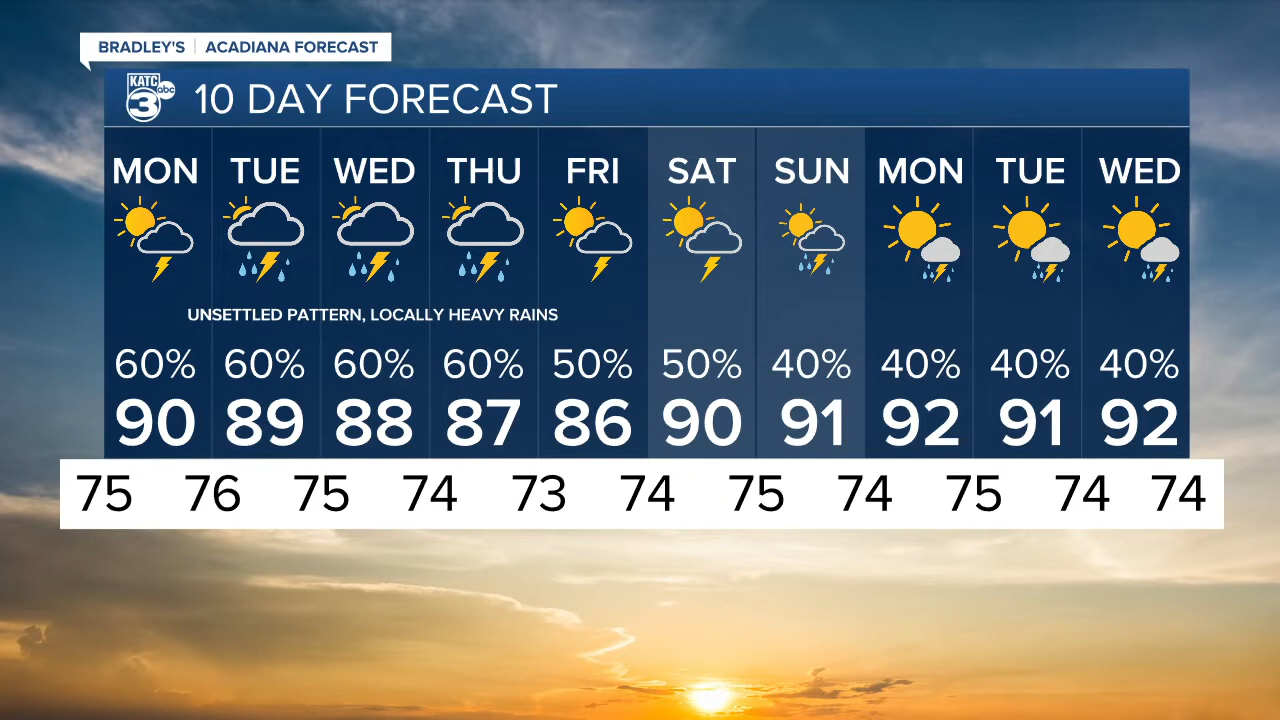 BRADLEY'S | ACADIANA FORECAST
KATC 3 abc
10 DAY FORECAST
MON TUE WED THU FRI SAT SUN MON TUE WED
UNSETTLED PATTERN, LOCALLY HEAVY RAINS
60% 60% 60% 60% 50% 50% 40% 40% 40% 40%
90 89 88 87 86 90 91 92 91 92
75 76 75 74 73 74 75 74 75 74 74